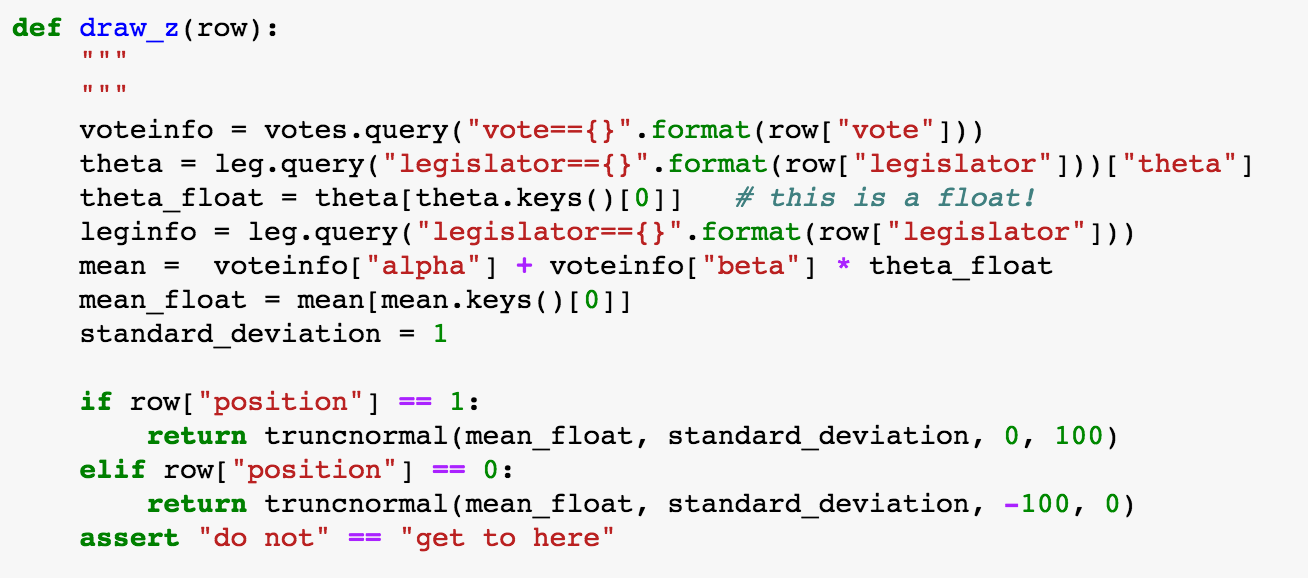 def draw_z(row):
    """
    """
    voteinfo = votes.query("vote=={}".format(row["vote"]))
    theta = leg.query("legislator=={}".format(row["legislator"]))["theta"]
    theta_float = theta[theta.keys()[0]]   # this is a float!
    leginfo = leg.query("legislator=={}".format(row["legislator"]))
    mean =  voteinfo["alpha"] + voteinfo["beta"] * theta_float
    mean_float = mean[mean.keys()[0]]
    standard_deviation = 1

    if row["position"] == 1:
        return truncnormal(mean_float, standard_deviation, 0, 100)
    elif row["position"] == 0:
        return truncnormal(mean_float, standard_deviation, -100, 0)
    assert "do not" == "get to here"